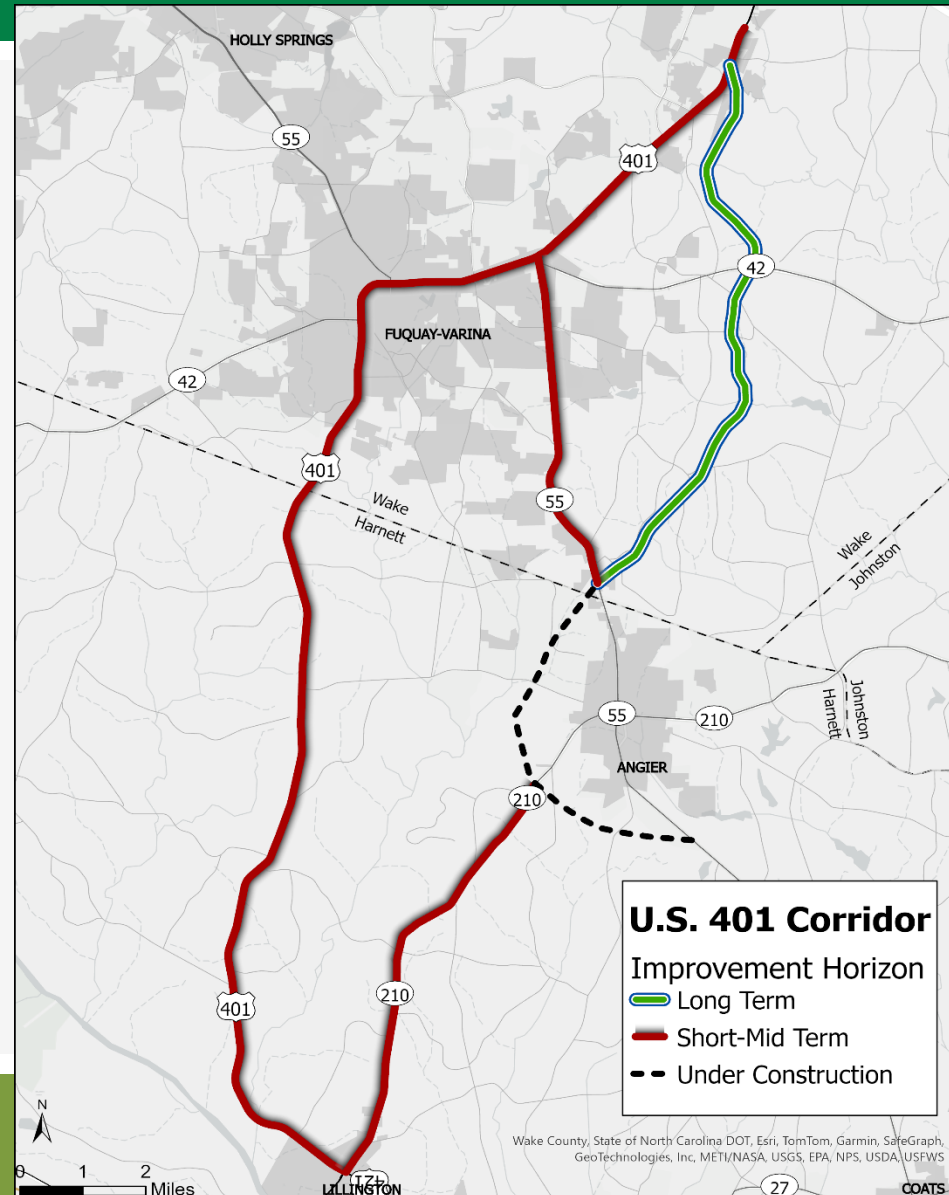 HOLLY SPRINGS
55
401
42
FUQUAY-VARINA
42
401
55
Wake
Harnett
Wake
Johnston
Johnston
Harnett
55
210
ANGIER
210
U.S. 401 Corridor
Improvement Horizon
Long Term
Short-Mid Term
Under Construction
210
401
N
Wake County, State of North Carolina DOT, Esri, TomTom, Garmin, SafeGraph,
GeoTechnologies, Inc, METI/NASA, USGS, EPA, NPS, USDA, USFWS
0 1 2
Miles
421
LILLINGTON
27
COATS